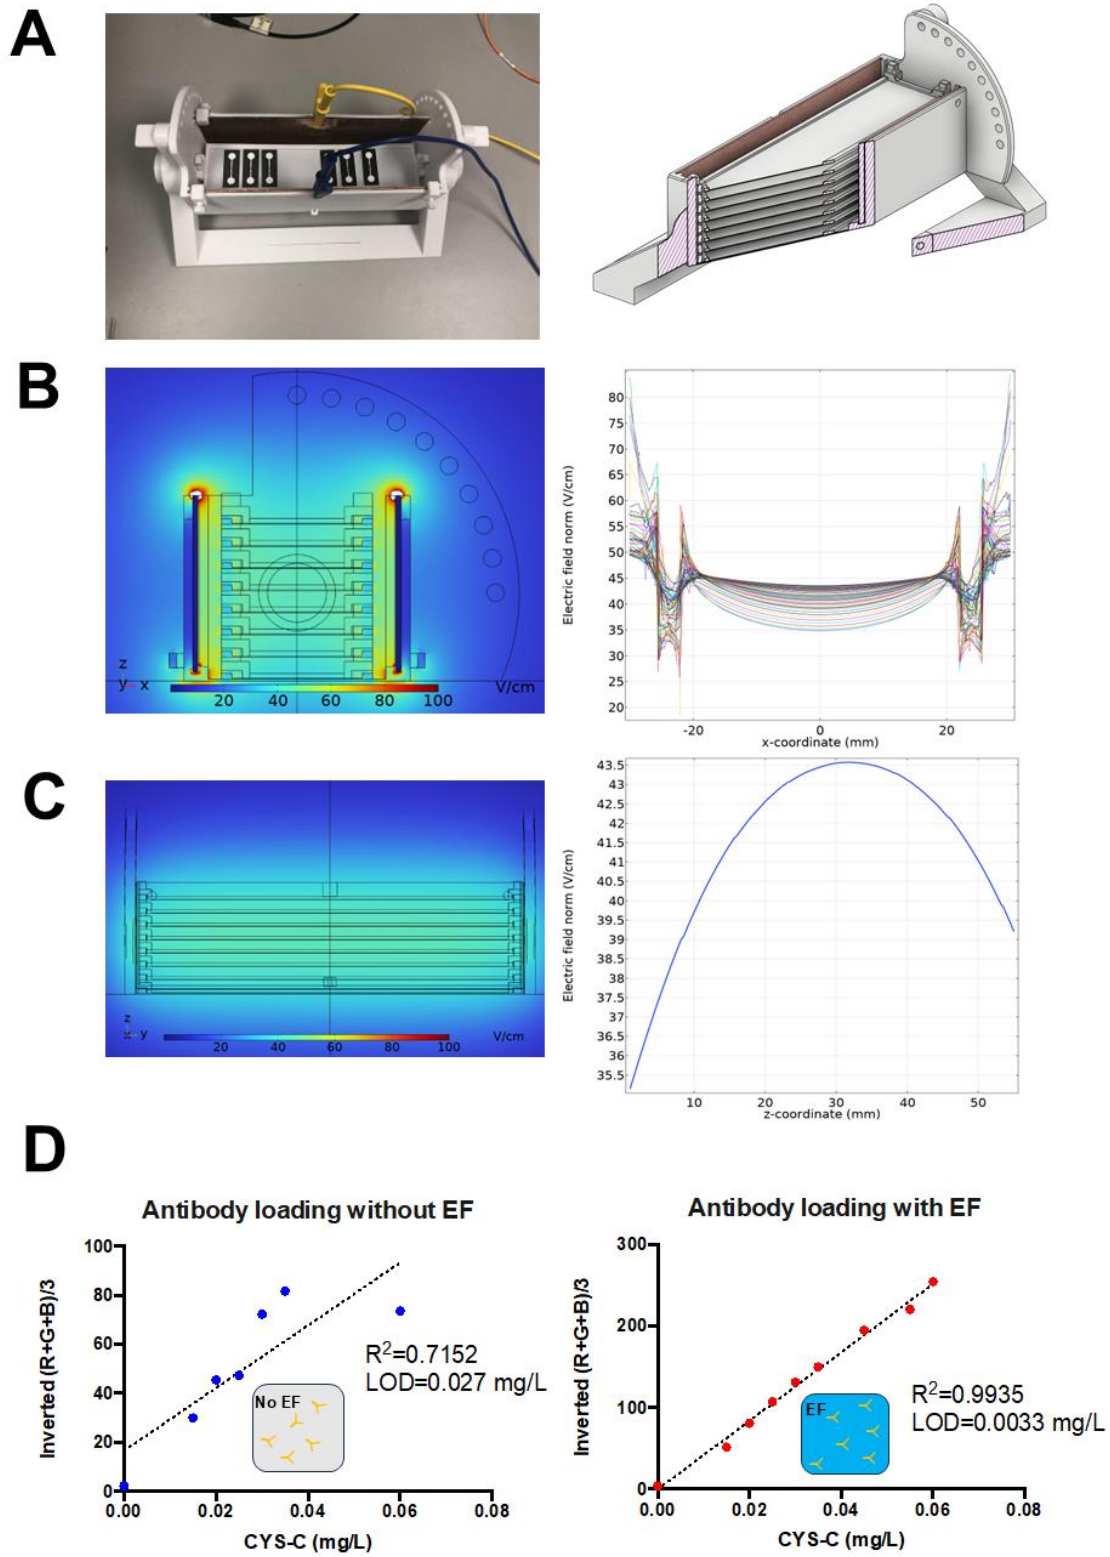 A
B
z
y x
20 40 60 80 100
V/cm
Electric field norm (V/cm)
80
75
70
65
60
55
50
45
40
35
30
25
20
-20 0 20
x-coordinate (mm)
C
z
x y
20 40 60 80 100
V/cm
Electric field norm (V/cm)
43.5
43
42.5
42
41.5
41
40.5
40
39.5
39
38.5
38
37.5
37
36.5
36
35.5
10 20 30 40 50
z-coordinate (mm)
D
Antibody loading without EF
Inverted (R+G+B)/3
100
80
60
40
20
0
R²=0.7152
LOD=0.027 mg/L
No EF
0.00 0.02 0.04 0.06 0.08
CYS-C (mg/L)
Antibody loading with EF
Inverted (R+G+B)/3
300
200
100
0
R²=0.9935
LOD=0.0033 mg/L
EF
0.00 0.02 0.04 0.06 0.08
CYS-C (mg/L)